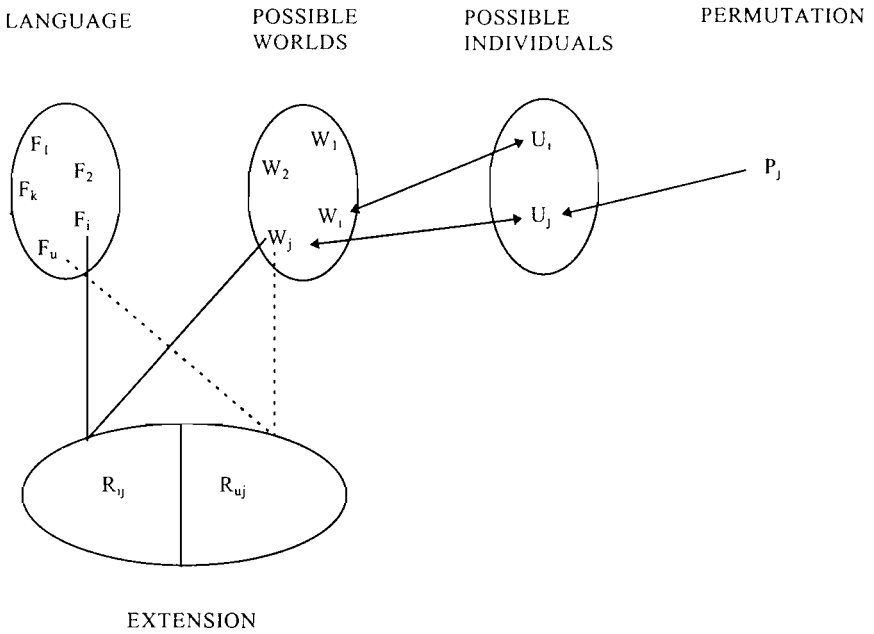 LANGUAGE
POSSIBLE WORLDS
POSSIBLE INDIVIDUALS
PERMUTATION
F₁
F₂
Fₖ
Fᵢ
Fᵤ
W₁
W₂
Wᵢ
Wⱼ
Uᵢ
Uⱼ
Pⱼ
Rᵢⱼ
Rᵤⱼ
EXTENSION